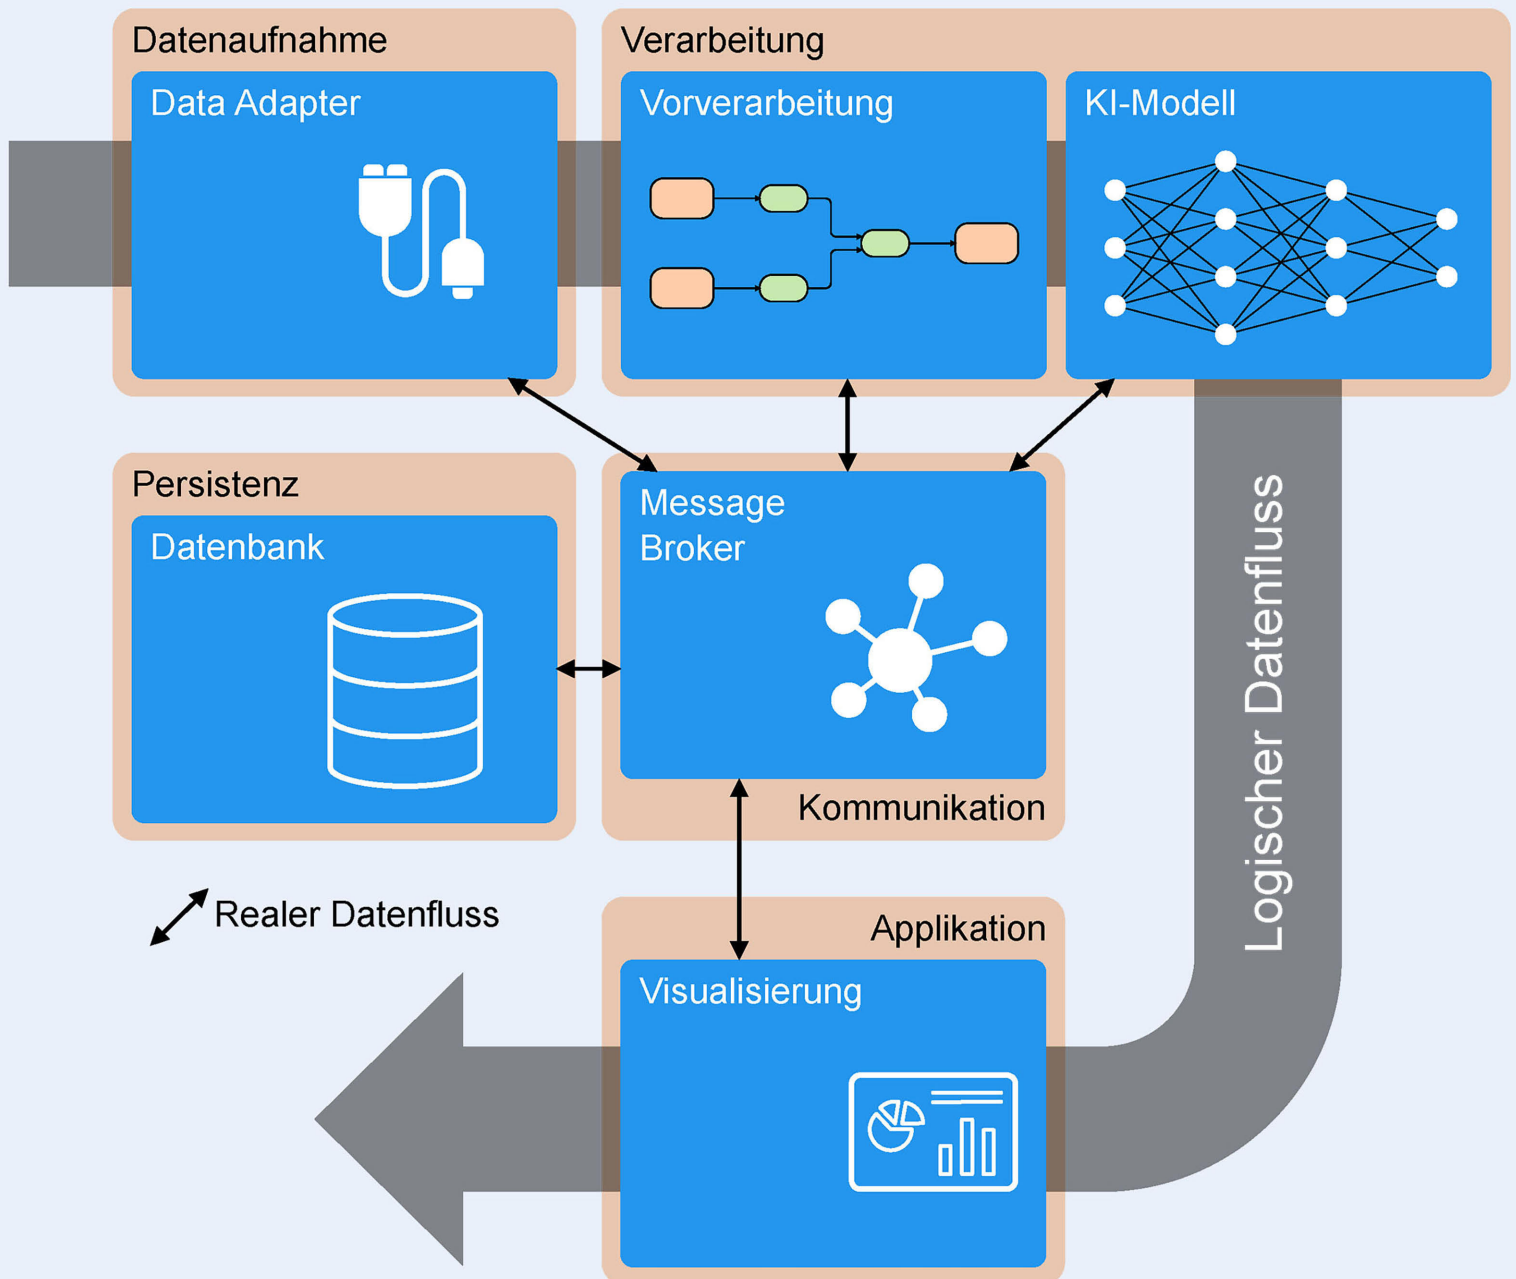 Datenaufnahme
Data Adapter
Verarbeitung
Vorverarbeitung
KI-Modell
Persistenz
Datenbank
Message
Broker
Kommunikation
Logischer Datenfluss
Realer Datenfluss
Applikation
Visualisierung